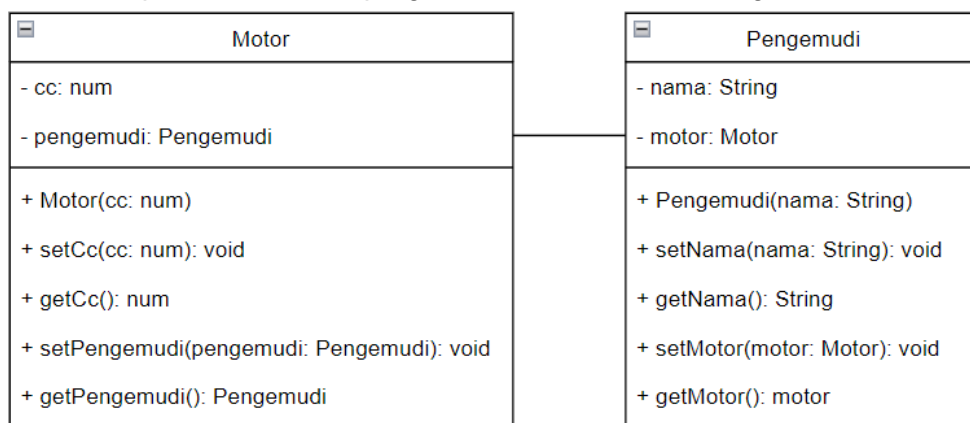 Motor
- cc: num
- pengemudi: Pengemudi
+ Motor(cc: num)
+ setCc(cc: num): void
+ getCc(): num
+ setPengemudi(pengemudi: Pengemudi): void
+ getPengemudi(): Pengemudi
Pengemudi
- nama: String
- motor: Motor
+ Pengemudi(nama: String)
+ setNama(nama: String): void
+ getNama(): String
+ setMotor(motor: Motor): void
+ getMotor(): motor